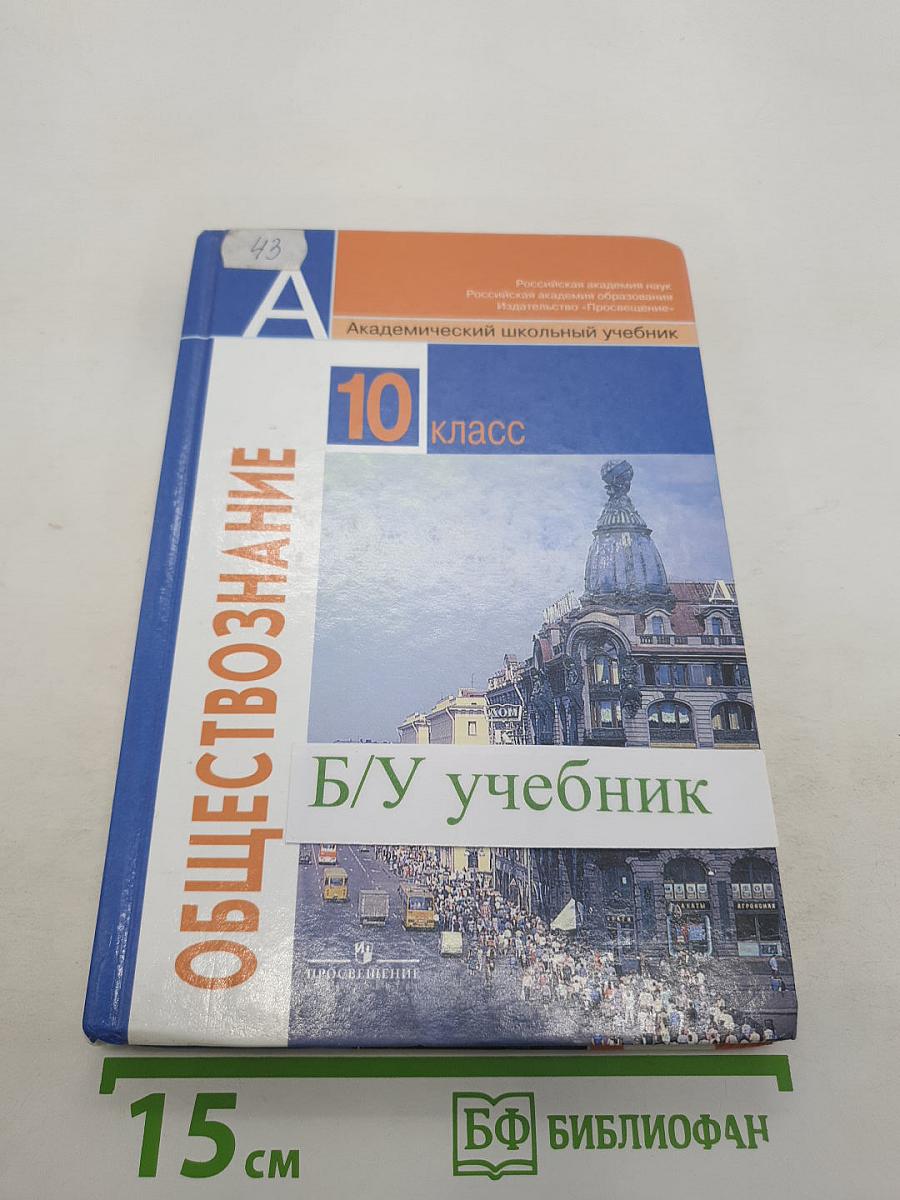 43
А
Российская академия наук
Российская академия образования
Издательство «Просвещение»
Академический школьный учебник
10 класс
ОБЩЕСТВОЗНАНИЕ
Б/У учебник
ПРОСВЕЩЕНИЕ
15 см
БФ БИБЛИОФАН